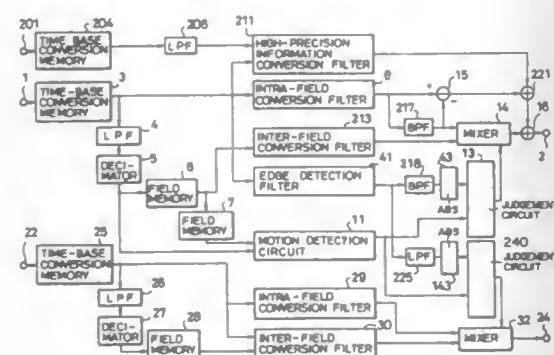 201
204
TIME BASE
CONVERSION
MEMORY
208
LPF
211
HIGH-PRECISION
INFORMATION
CONVERSION FILTER
1
3
TIME-BASE
CONVERSION
MEMORY
6
INTRA-FIELD
CONVERSION FILTER
15
221
4
LPF
217
BPF
14
MIXER
16
2
213
INTER-FIELD
CONVERSION FILTER
5
DECI-
MATOR
6
FIELD
MEMORY
41
EDGE DETECTION
FILTER
218
BPF
43
ABS
13
JUDGEMENT
CIRCUIT
7
FIELD
MEMORY
11
MOTION DETECTION
CIRCUIT
225
LPF
ABS
143
240
JUDGEMENT
CIRCUIT
22
25
TIME-BASE
CONVERSION
MEMORY
26
LPF
29
INTRA-FIELD
CONVERSION FILTER
27
DECI-
MATOR
28
FIELD
MEMORY
30
INTER-FIELD
CONVERSION FILTER
32
MIXER
24